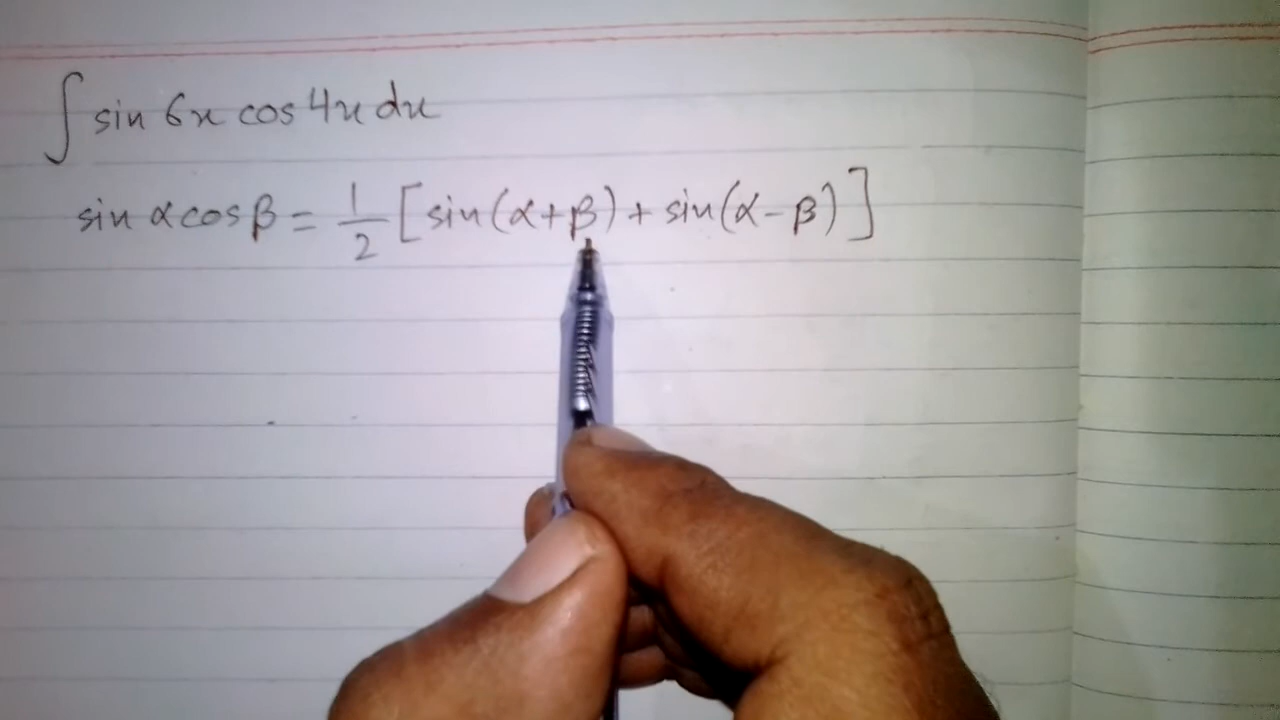 ∫ sin 6x cos 4x dx
sin α cos β = 1/2 [sin(α+β) + sin(α-β)]